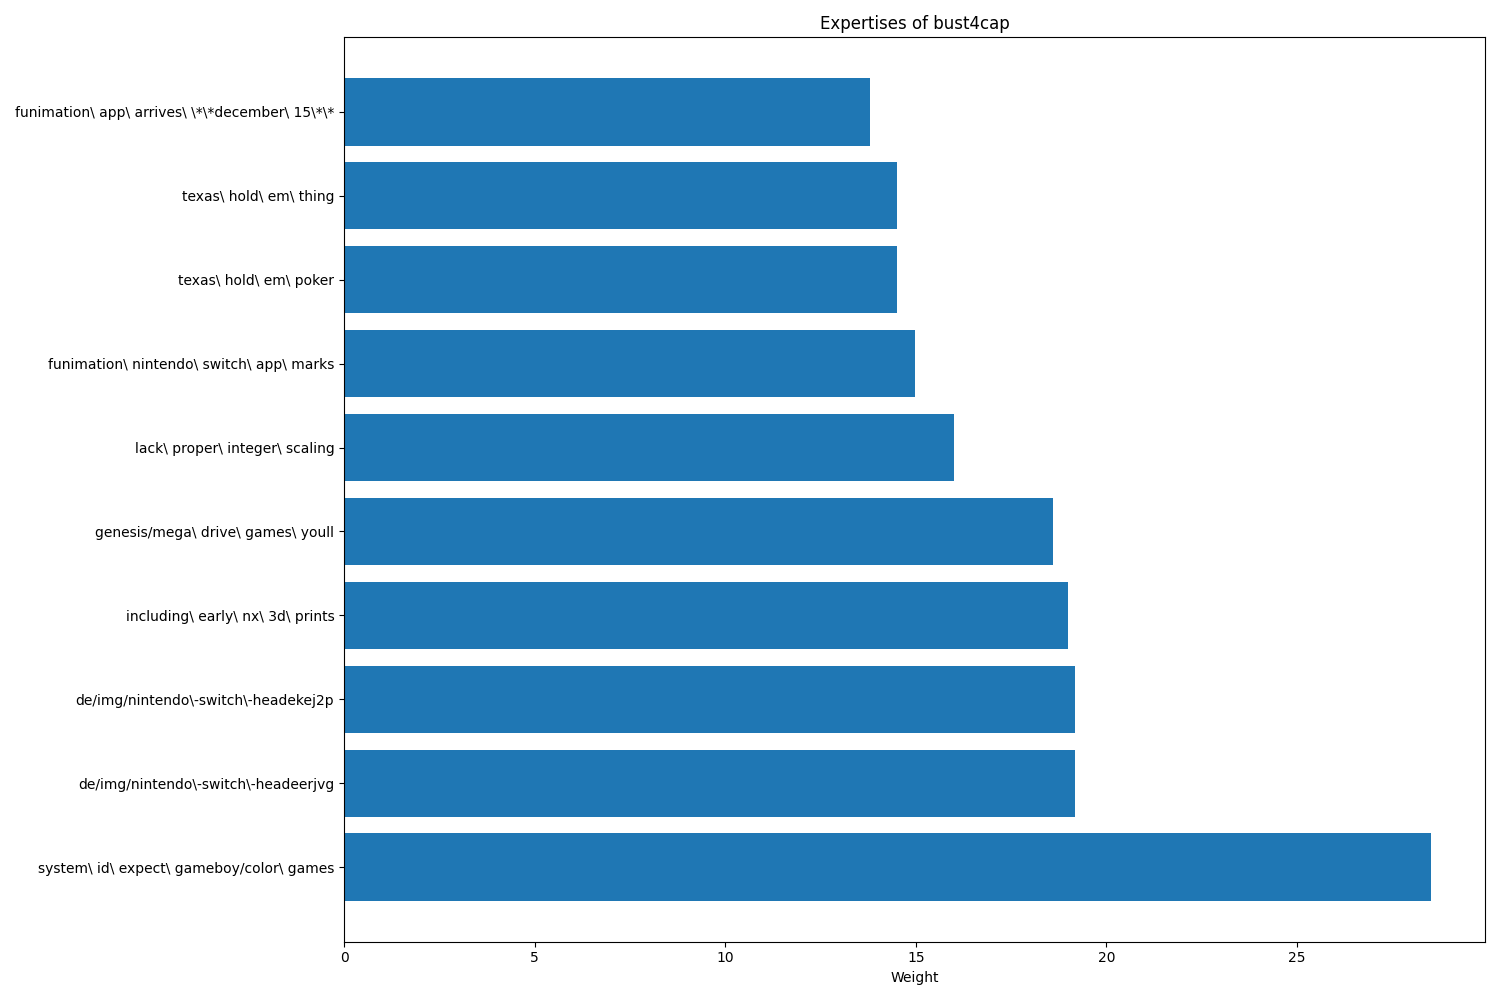 Expertises of bust4cap
funimation\ app\ arrives\ \*\*december\ 15\*\*
texas\ hold\ em\ thing
texas\ hold\ em\ poker
funimation\ nintendo\ switch\ app\ marks
lack\ proper\ integer\ scaling
genesis/mega\ drive\ games\ youll
including\ early\ nx\ 3d\ prints
de/img/nintendo\-switch\-headekej2p
de/img/nintendo\-switch\-headeerjvg
system\ id\ expect\ gameboy/color\ games
0 5 10 15 20 25
Weight